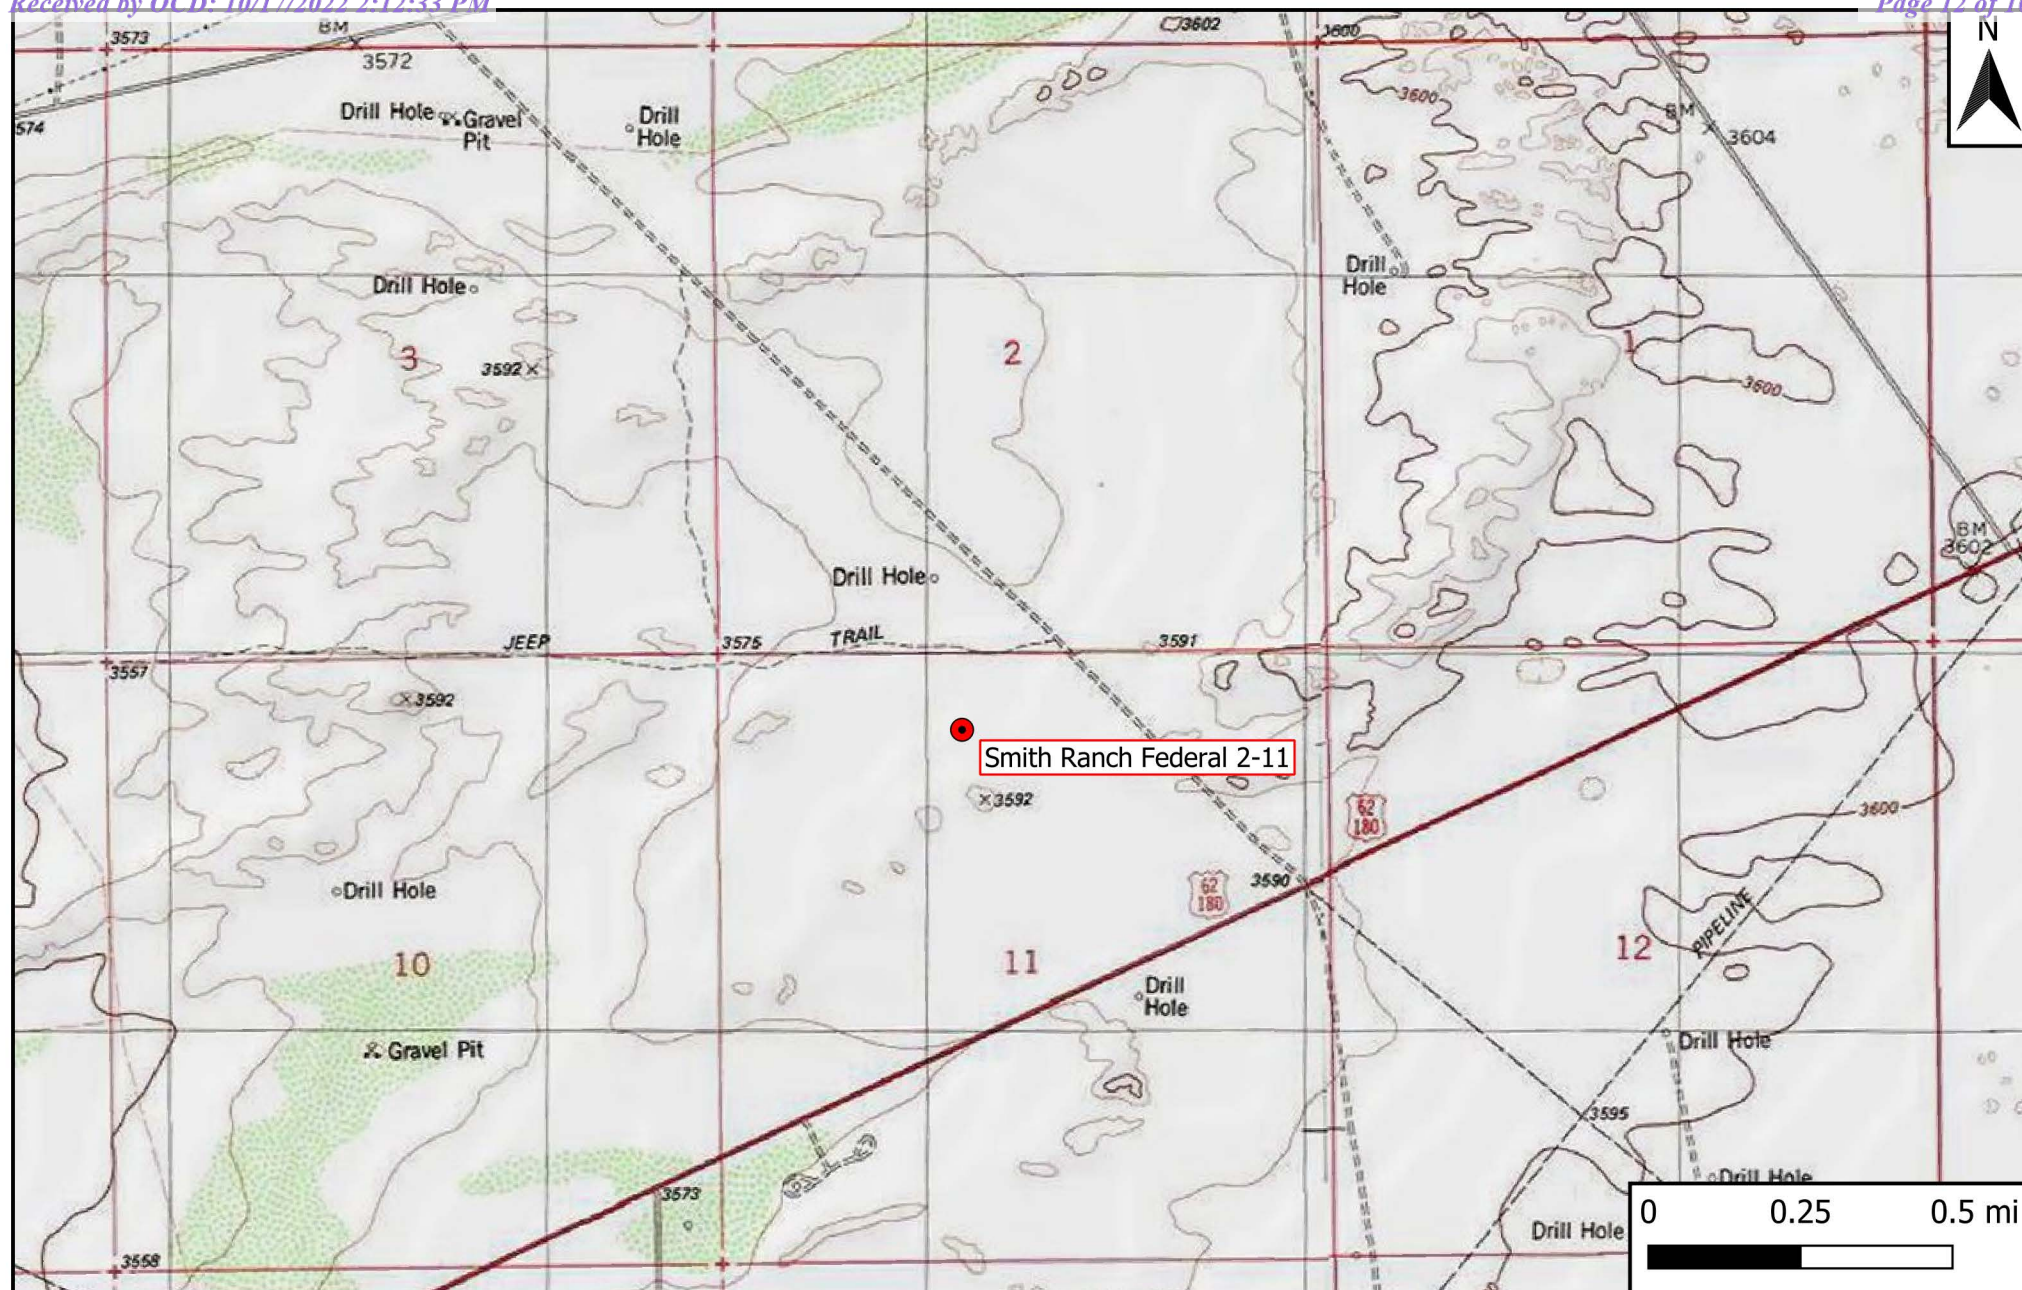 Received by OCD: 10/17/2022 2:12:33 PM
Page 12 of 1
N
3573
BM
3572
3602
3600
574
Drill Hole
Gravel
Pit
Drill
Hole
3600
BM
3604
Drill Hole
Drill
Hole
3
3592
2
1
3600
BM
3602
Drill Hole
JEEP
3575
TRAIL
3591
3557
3592
Smith Ranch Federal 2-11
3592
62
180
3600
Drill Hole
62
180
3590
PIPELINE
10
11
12
Drill
Hole
Gravel Pit
Drill Hole
3595
Drill Hole
3573
Drill Hole
3558
0 0.25 0.5 mi